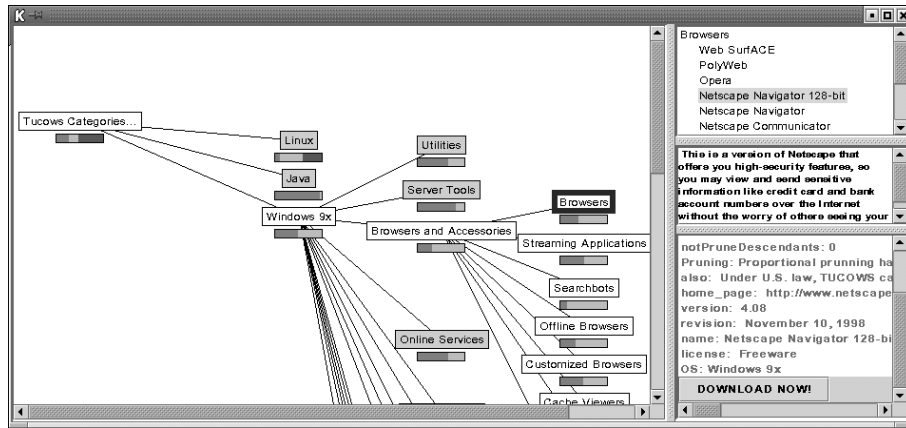 K
Tucows Categories...
Linux
Java
Windows 9x
Utilities
Server Tools
Browsers and Accessories
Online Services
Browsers
Streaming Applications
Searchbots
Offline Browsers
Customized Browsers
Cache Viewers
Browsers
Web SurfACE
PolyWeb
Opera
Netscape Navigator 128-bit
Netscape Navigator
Netscape Communicator
This is a version of Netscape that
offers you high-security features, so
you may view and send sensitive
information like credit card and bank
account numbers over the Internet
without the worry of others seeing your
notPruneDescendants: 0
Pruning: Proportional prunning ha
also: Under U.S. law, TUCOWS ca
home_page: http://www.netscape
version: 4.08
revision: November 10, 1998
name: Netscape Navigator 128-bi
license: Freeware
OS: Windows 9x
DOWNLOAD NOW!